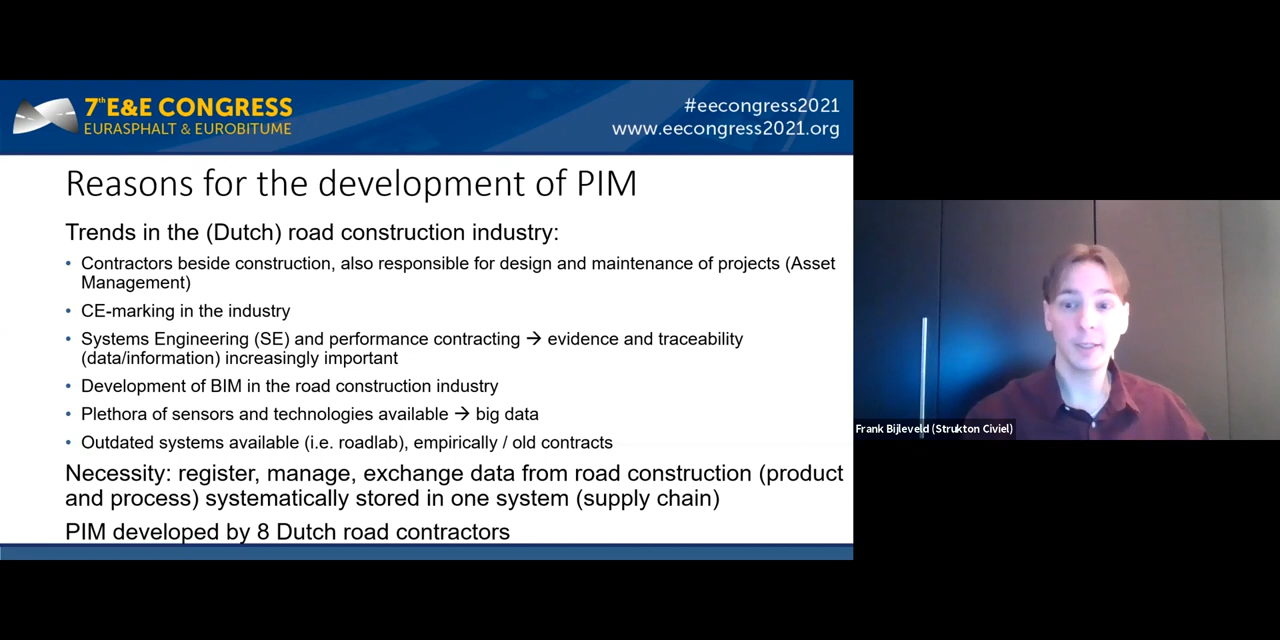 7th E&E CONGRESS
EURASPHALT & EUROBITUME
#eecongress2021
www.eecongress2021.org
Reasons for the development of PIM
Trends in the (Dutch) road construction industry:
• Contractors beside construction, also responsible for design and maintenance of projects (Asset
Management)
• CE-marking in the industry
• Systems Engineering (SE) and performance contracting → evidence and traceability
(data/information) increasingly important
• Development of BIM in the road construction industry
• Plethora of sensors and technologies available → big data
• Outdated systems available (i.e. roadlab), empirically / old contracts
Necessity: register, manage, exchange data from road construction (product
and process) systematically stored in one system (supply chain)
PIM developed by 8 Dutch road contractors
Frank Bijleveld (Strukton Civiel)